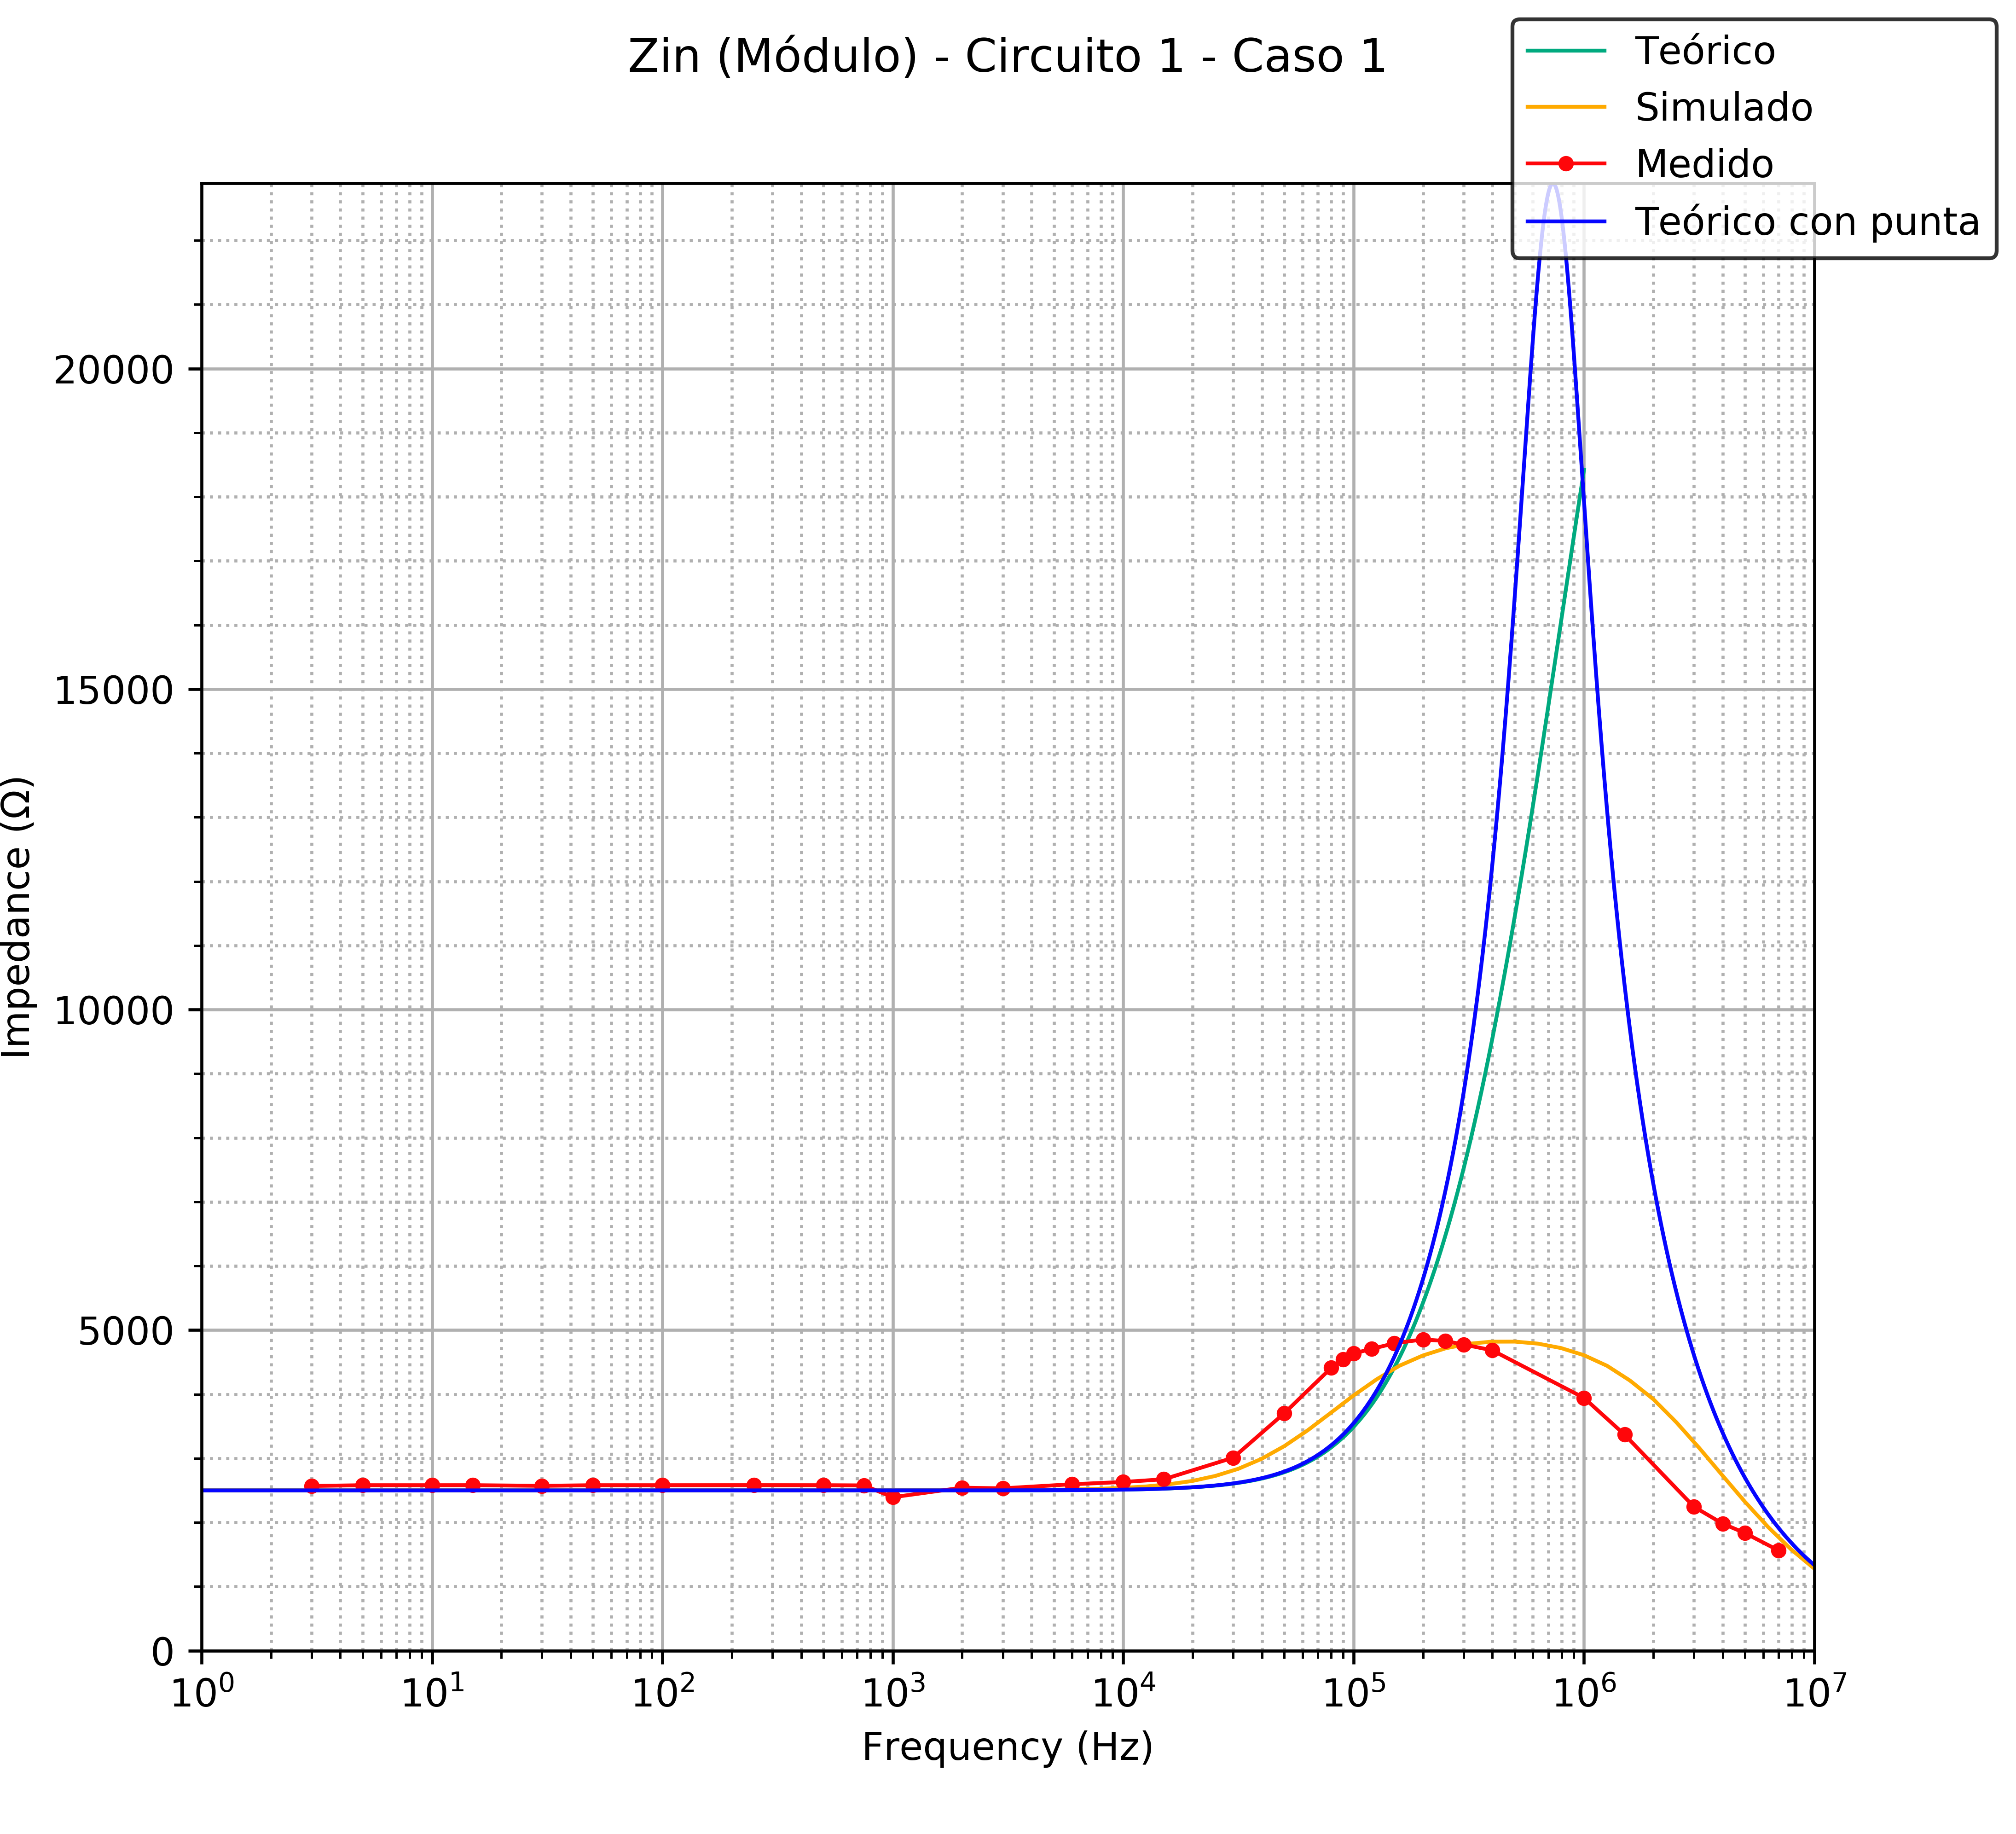 Zin (Módulo) - Circuito 1 - Caso 1
Teórico
Simulado
Medido
Teórico con punta
Impedance (Ω)
20000
15000
10000
5000
0
10⁰ 10¹ 10² 10³ 10⁴ 10⁵ 10⁶ 10⁷
Frequency (Hz)